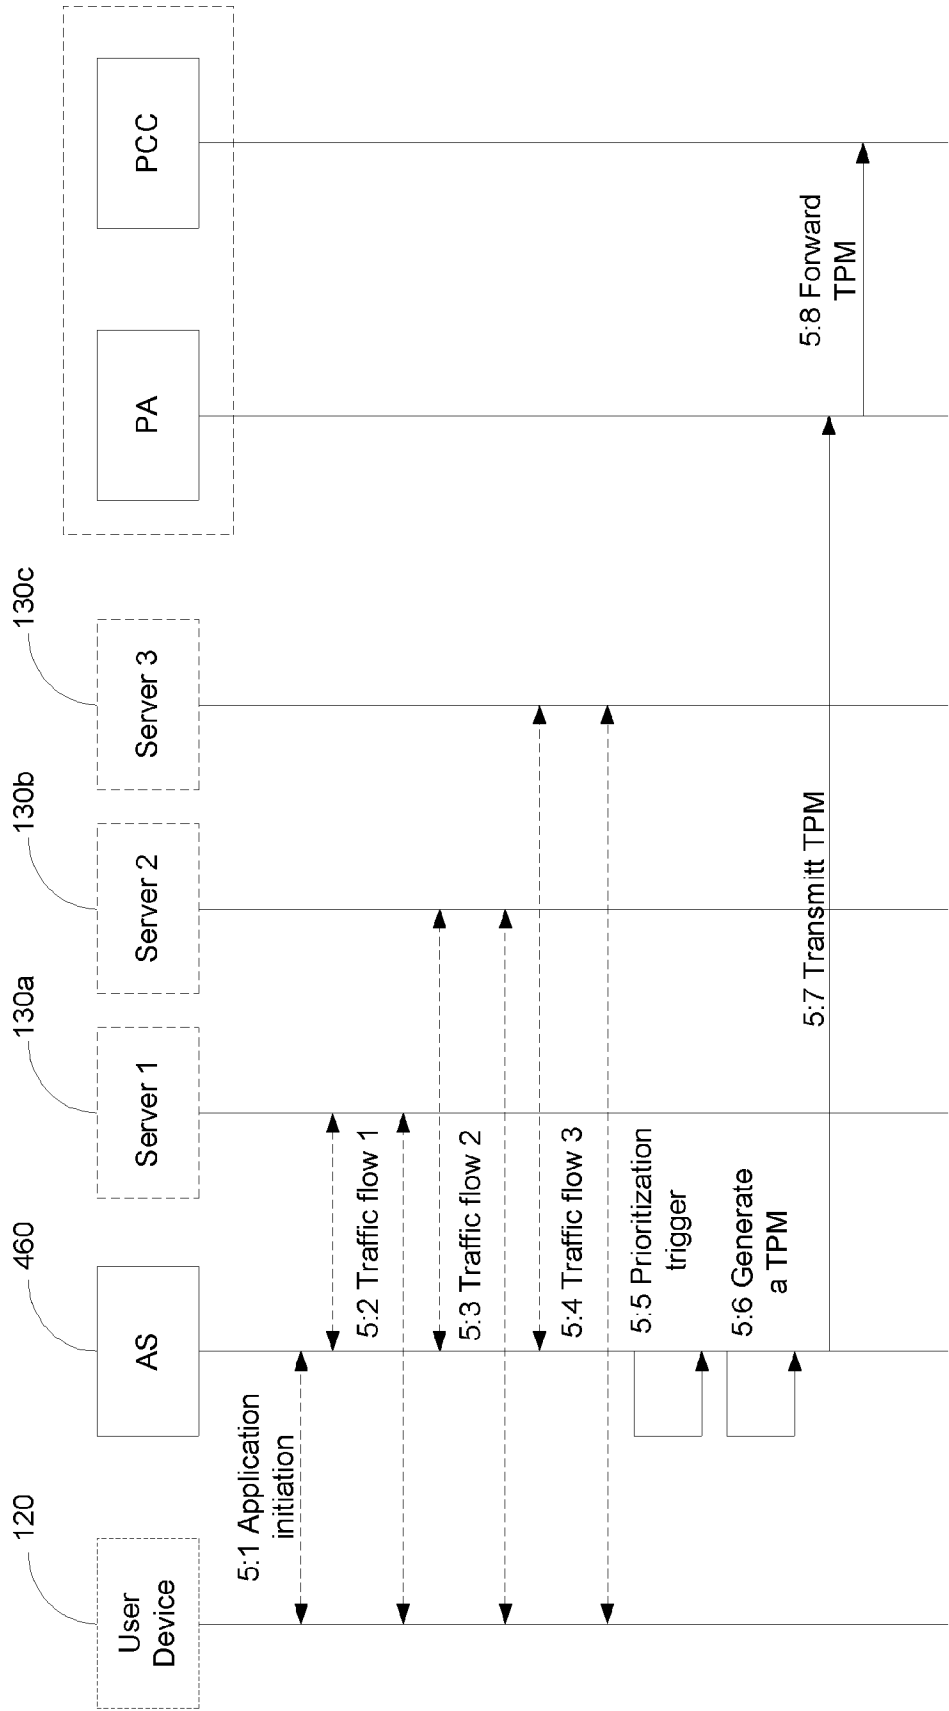 120
460
130a
130b
130c
User
Device
AS
Server 1
Server 2
Server 3
PA
PCC
5:1 Application
initiation
5:2 Traffic flow 1
5:3 Traffic flow 2
5:4 Traffic flow 3
5:5 Prioritization
trigger
5:6 Generate
a TPM
5:7 Transmitt TPM
5:8 Forward
TPM